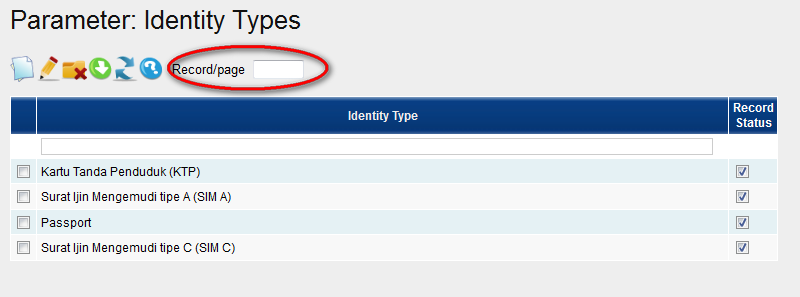 Parameter: Identity Types
Record/page
Identity Type
Record
Status
Kartu Tanda Penduduk (KTP)
Surat Ijin Mengemudi tipe A (SIM A)
Passport
Surat Ijin Mengemudi tipe C (SIM C)